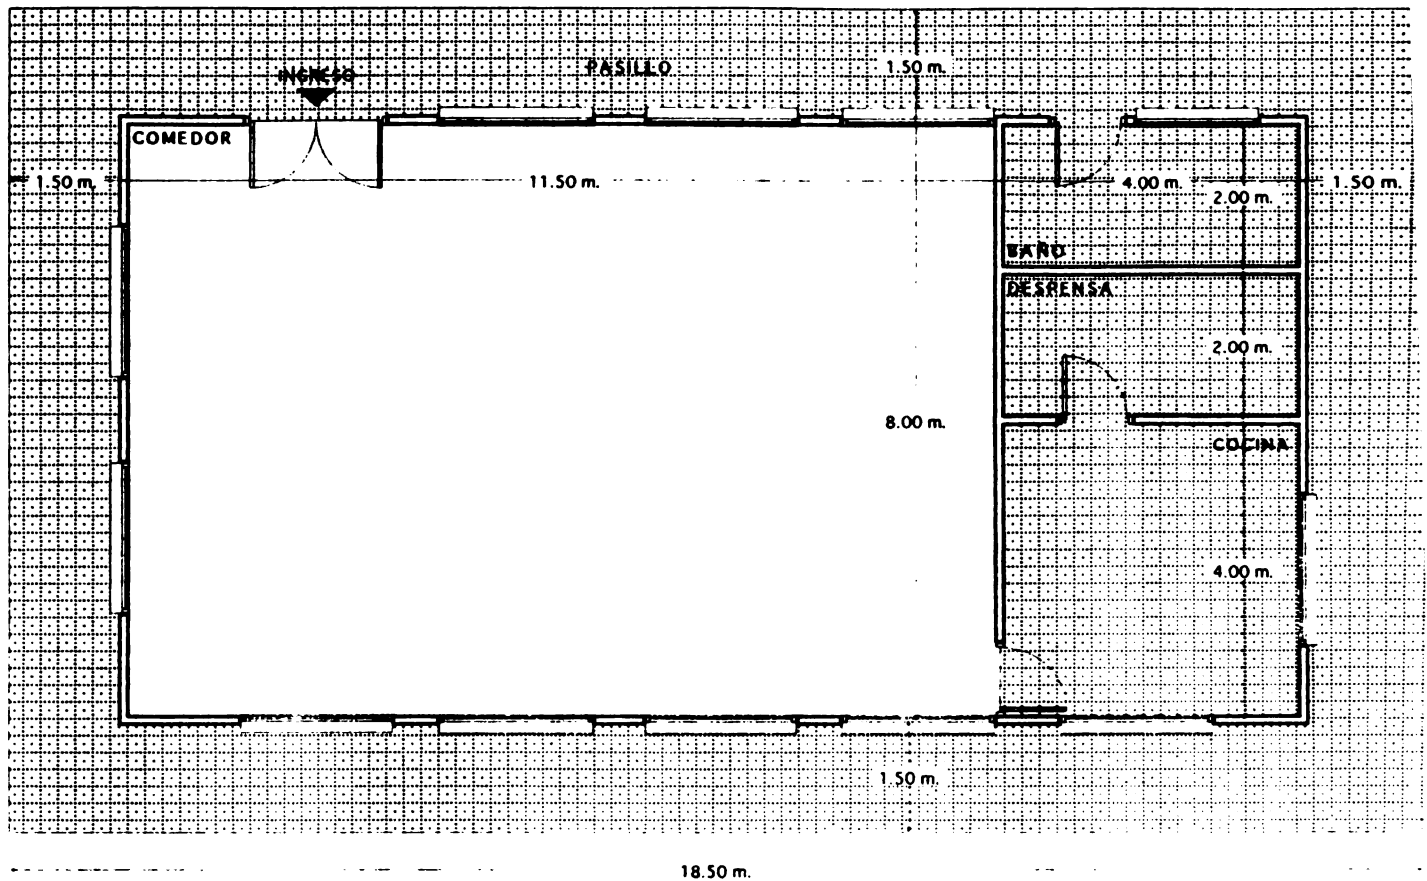 INGRESO
PASILLO
1.50 m.
COMEDOR
1.50 m.
11.50 m.
4.00 m.
1.50 m.
2.00 m.
BAÑO
DESPENSA
2.00 m.
8.00 m.
COCINA
4.00 m.
1.50 m.
18.50 m.